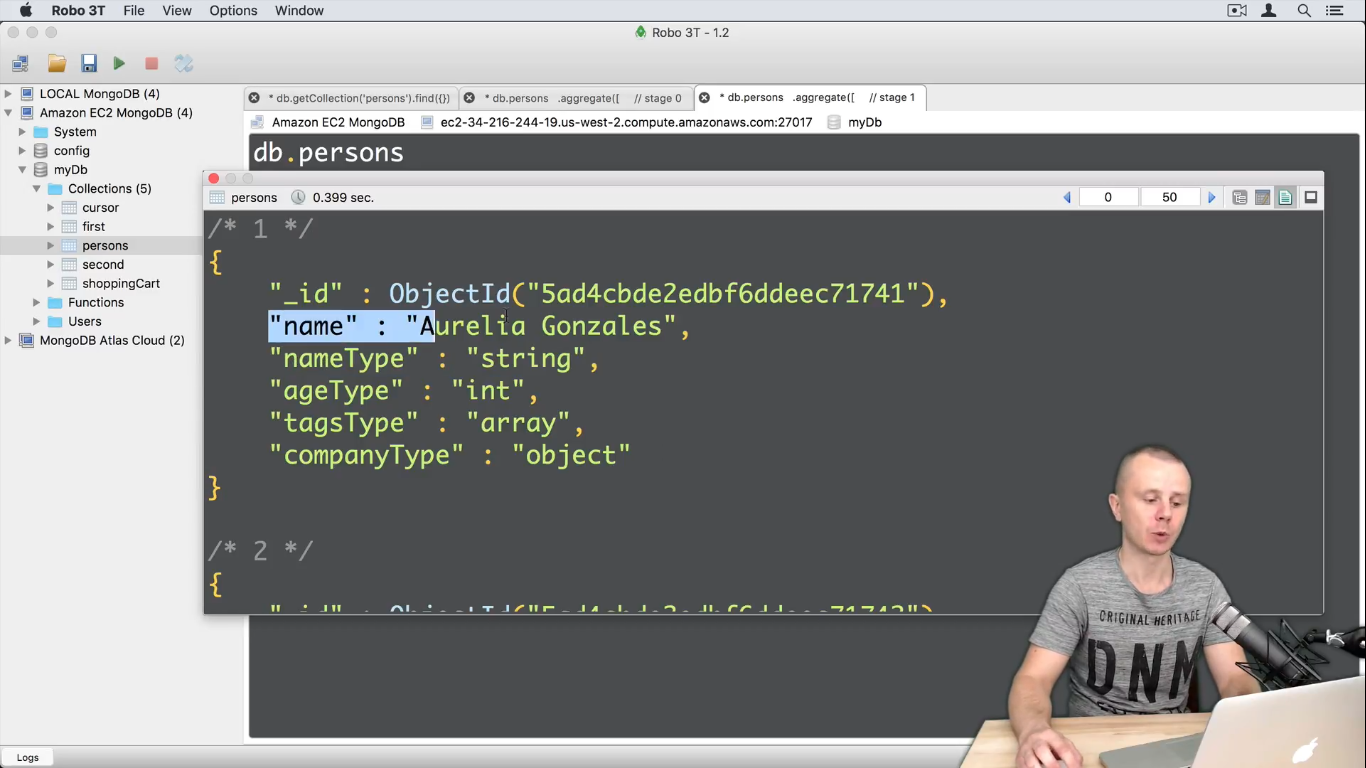 Robo 3T File View Options Window
Robo 3T - 1.2
LOCAL MongoDB (4)
Amazon EC2 MongoDB (4)
System
config
myDb
Collections (5)
cursor
first
persons
second
shoppingCart
Functions
Users
MongoDB Atlas Cloud (2)
* db.getCollection('persons').find({}) * db.persons .aggregate([ // stage 0 * db.persons .aggregate([ // stage 1
Amazon EC2 MongoDB ec2-34-216-244-19.us-west-2.compute.amazonaws.com:27017 myDb
db.persons
persons 0.399 sec. 0 50
/* 1 */
{
"_id" : ObjectId("5ad4cbde2edbf6ddeec71741"),
"name" : "Aurelia Gonzales",
"nameType" : "string",
"ageType" : "int",
"tagsType" : "array",
"companyType" : "object"
}
/* 2 */
{
ORIGINAL HERITAGE
DNM
Logs